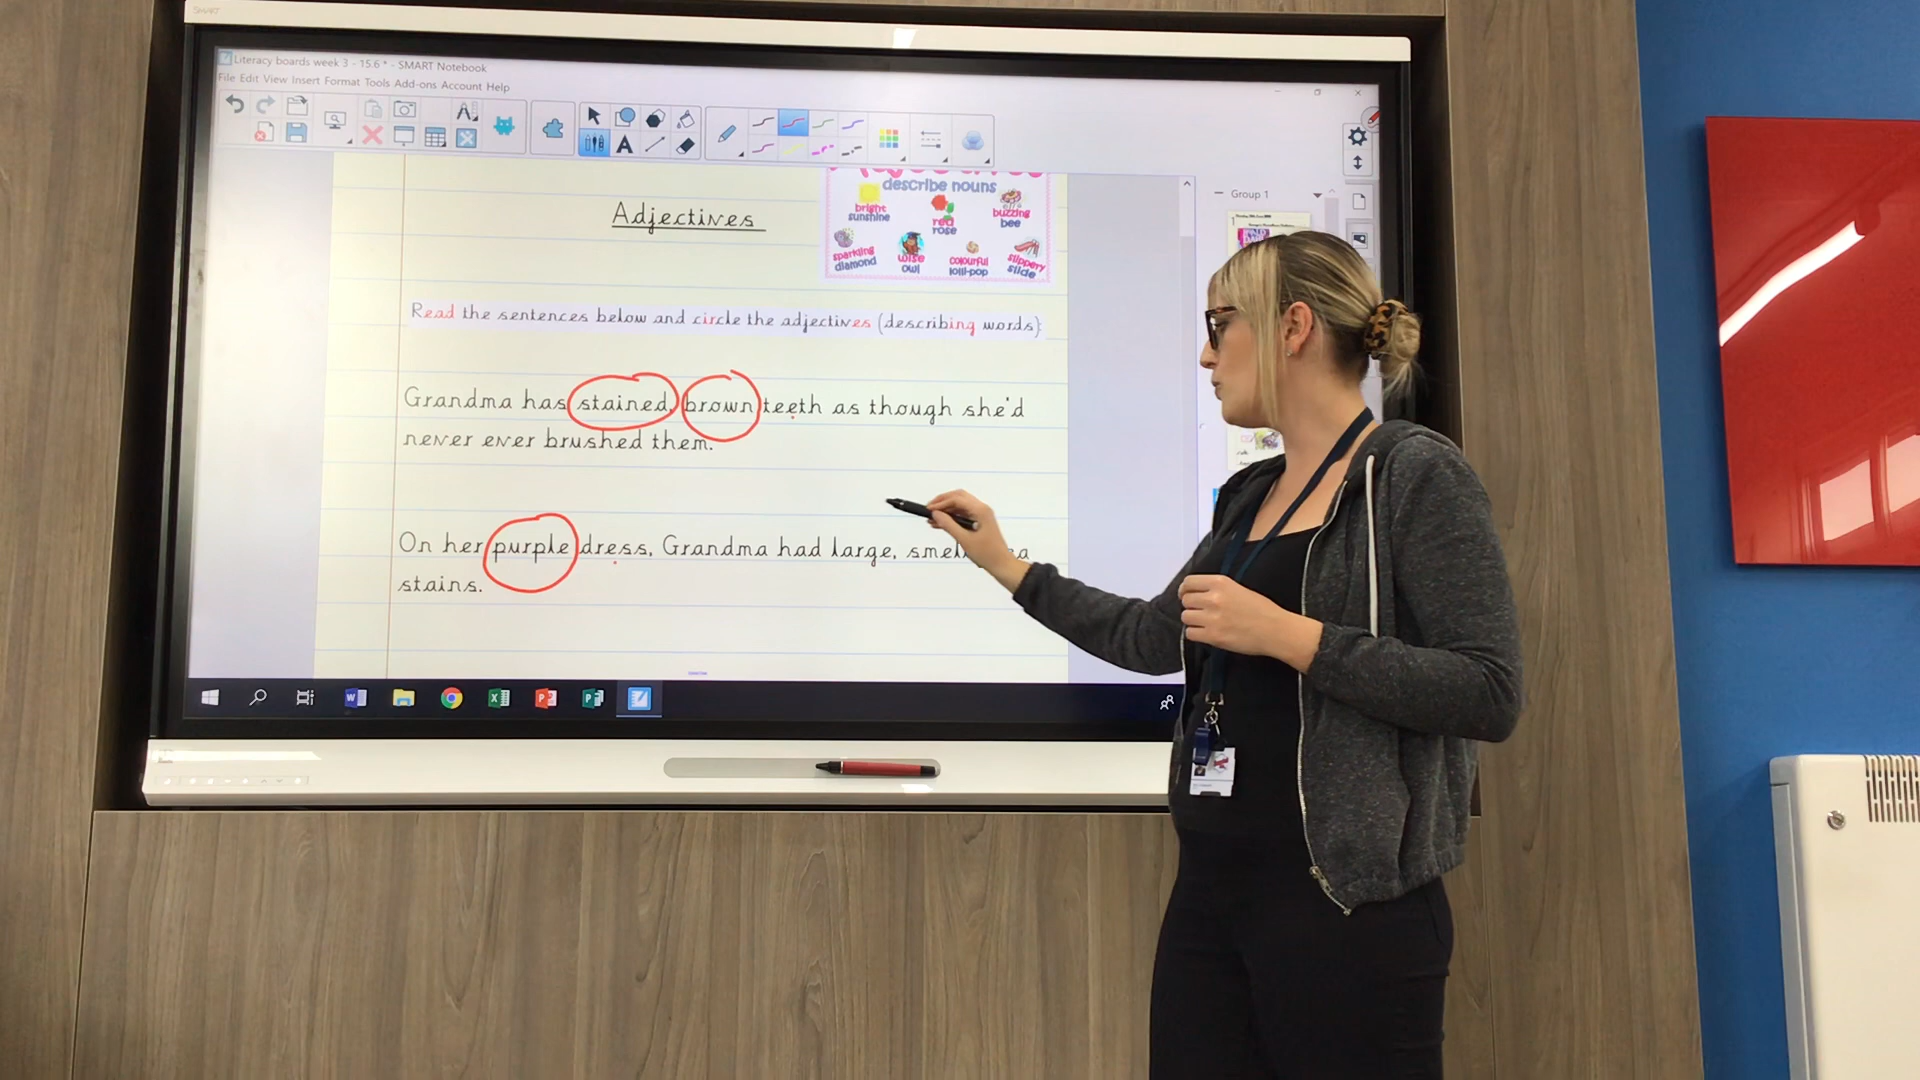 SMART
Literacy boards week 3 - 15.6 * - SMART Notebook
File Edit View Insert Format Tools Add-ons Account Help
Group 1
describe nouns
bright sunshine
red rose
buzzing bee
sparkling diamond
wise owl
colourful lolli-pop
slippery slide
Adjectives
Read the sentences below and circle the adjectives (describing words):
Grandma has stained, brown teeth as though she'd
never ever brushed them.
On her purple dress, Grandma had large,
stains.